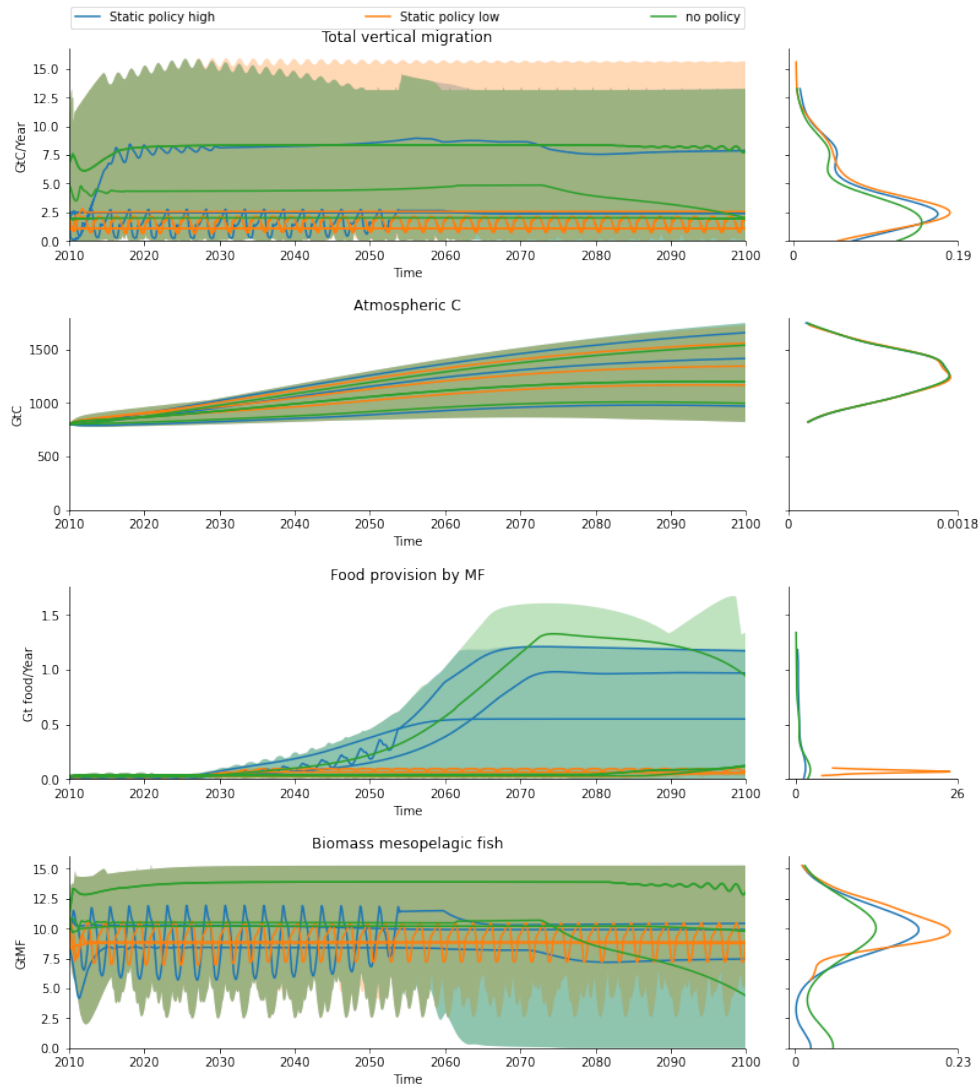 Static policy high Static policy low no policy
Total vertical migration
GtC/Year
15.0
12.5
10.0
7.5
5.0
2.5
0.0
2010 2020 2030 2040 2050 2060 2070 2080 2090 2100
Time
0 0.19
Atmospheric C
GtC
1500
1000
500
0
2010 2020 2030 2040 2050 2060 2070 2080 2090 2100
Time
0 0.0018
Food provision by MF
Gt food/Year
1.5
1.0
0.5
0.0
2010 2020 2030 2040 2050 2060 2070 2080 2090 2100
Time
0 26
Biomass mesopelagic fish
GtMF
15.0
12.5
10.0
7.5
5.0
2.5
0.0
2010 2020 2030 2040 2050 2060 2070 2080 2090 2100
Time
0 0.23